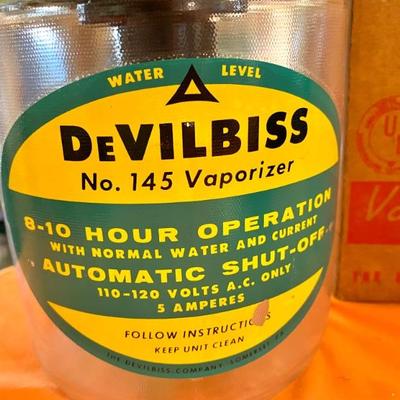 WATER LEVEL
DeVILBISS
No. 145 Vaporizer
8-10 HOUR OPERATION
WITH NORMAL WATER AND CURRENT
AUTOMATIC SHUT-OFF
110-120 VOLTS A.C. ONLY
5 AMPERES
FOLLOW INSTRUCTIONS
KEEP UNIT CLEAN
THE DEVILBISS COMPANY, SOMERSET, PA.